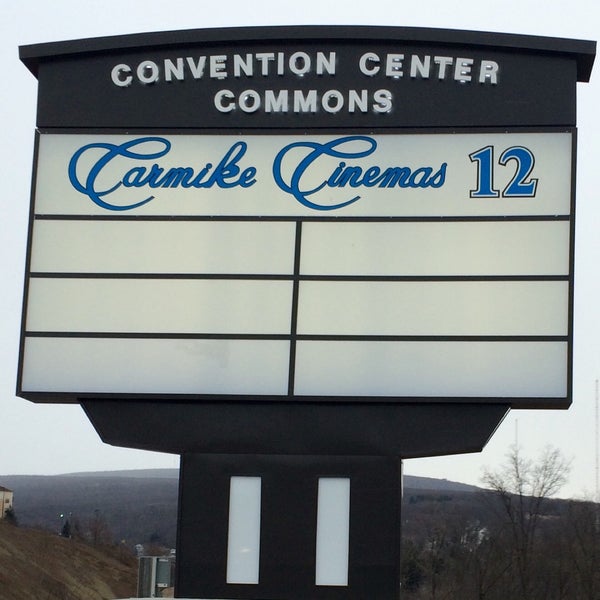 CONVENTION CENTER
COMMONS
Carmike Cinemas 12